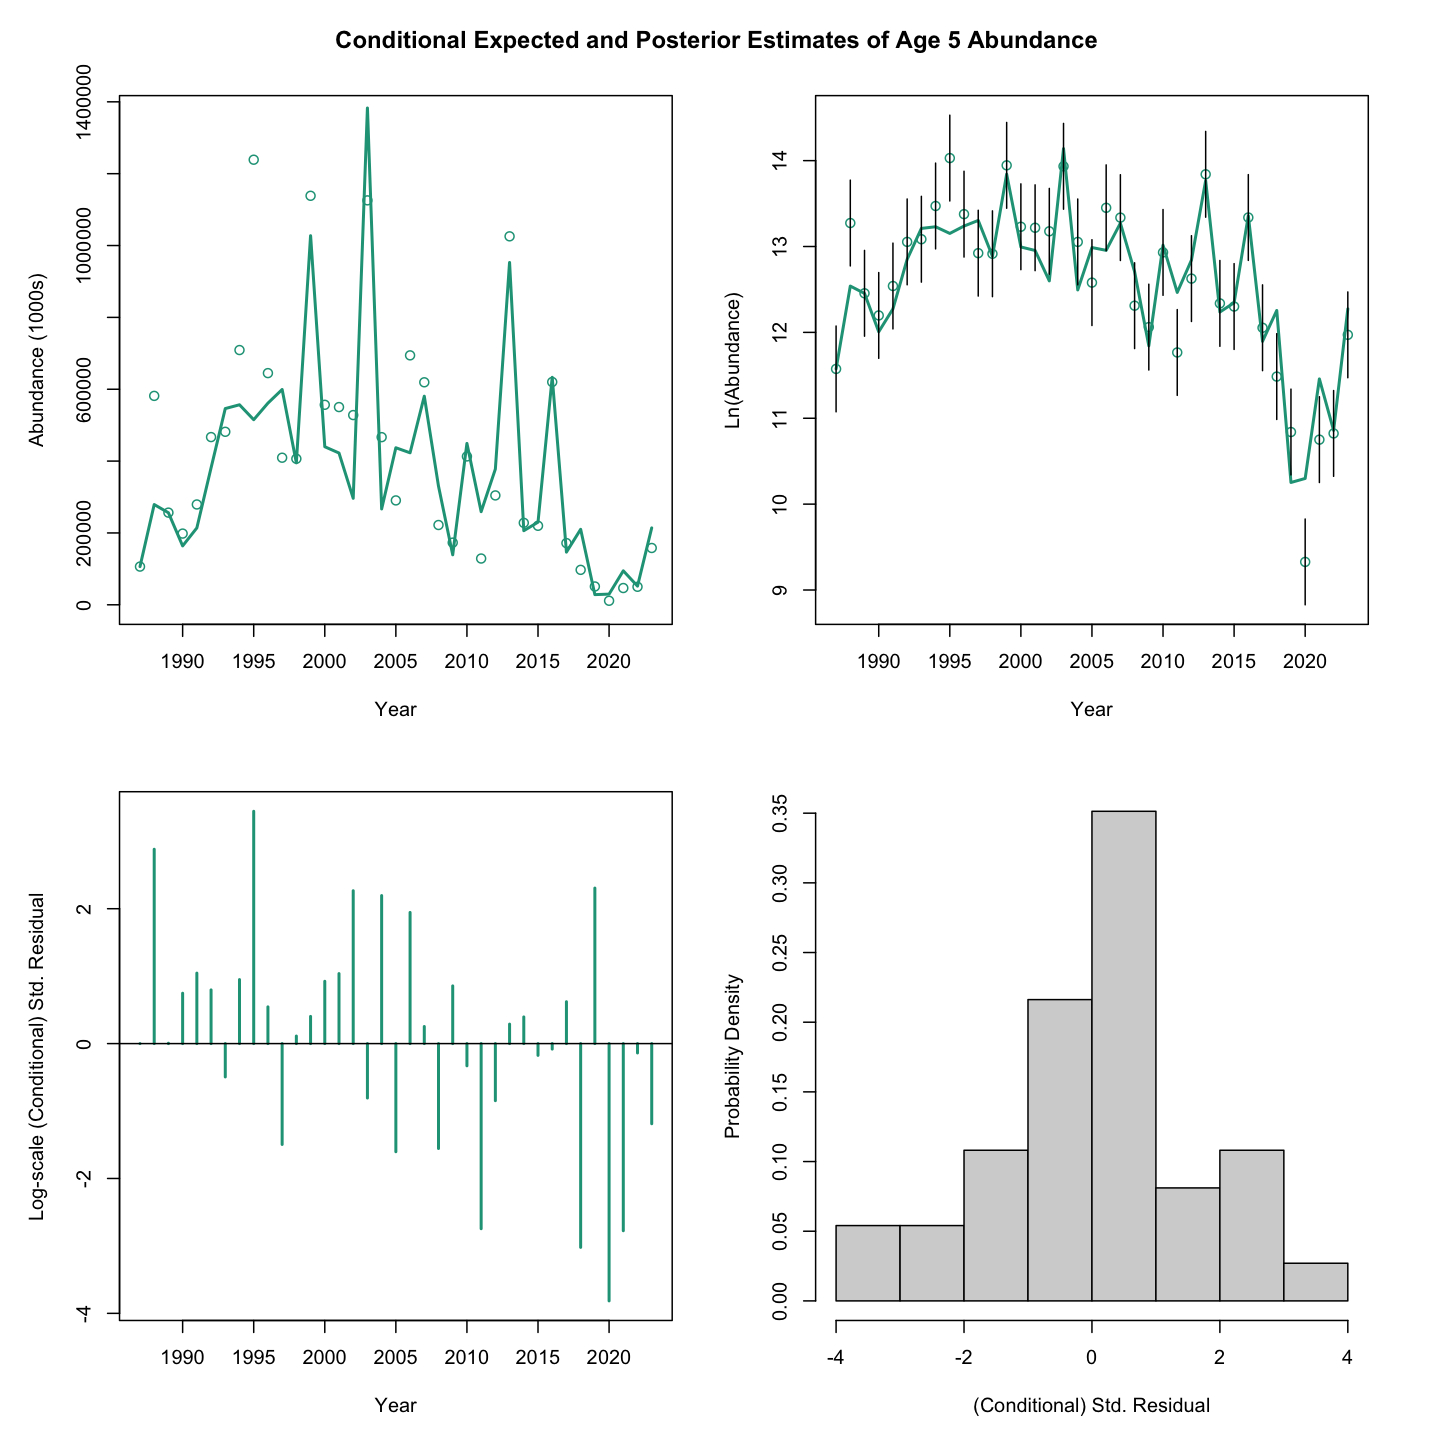 Conditional Expected and Posterior Estimates of Age 5 Abundance
Abundance (1000s)
0
200000
600000
1000000
1400000
1990 1995 2000 2005 2010 2015 2020
Year
Ln(Abundance)
9
10
11
12
13
14
1990 1995 2000 2005 2010 2015 2020
Year
Log-scale (Conditional) Std. Residual
-4
-2
0
2
1990 1995 2000 2005 2010 2015 2020
Year
Probability Density
0.00
0.05
0.10
0.15
0.20
0.25
0.30
0.35
-4 -2 0 2 4
(Conditional) Std. Residual